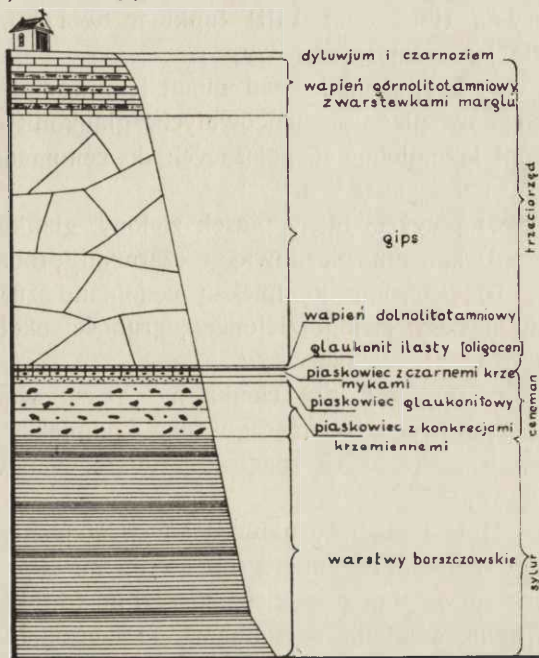 dyluwjum i czarnoziem
wapień górnolitotamniowy
z warstewkami marglu
gips
wapień dolnolitotamniowy
glaukonit ilasty [oligocen]
piaskowiec z czarnemi krze
mykami
piaskowiec glaukonitowy
piaskowiec z konkrecjami
krzemiennemi
warstwy borszczowskie
trzeciorzęd
cenoman
sylur